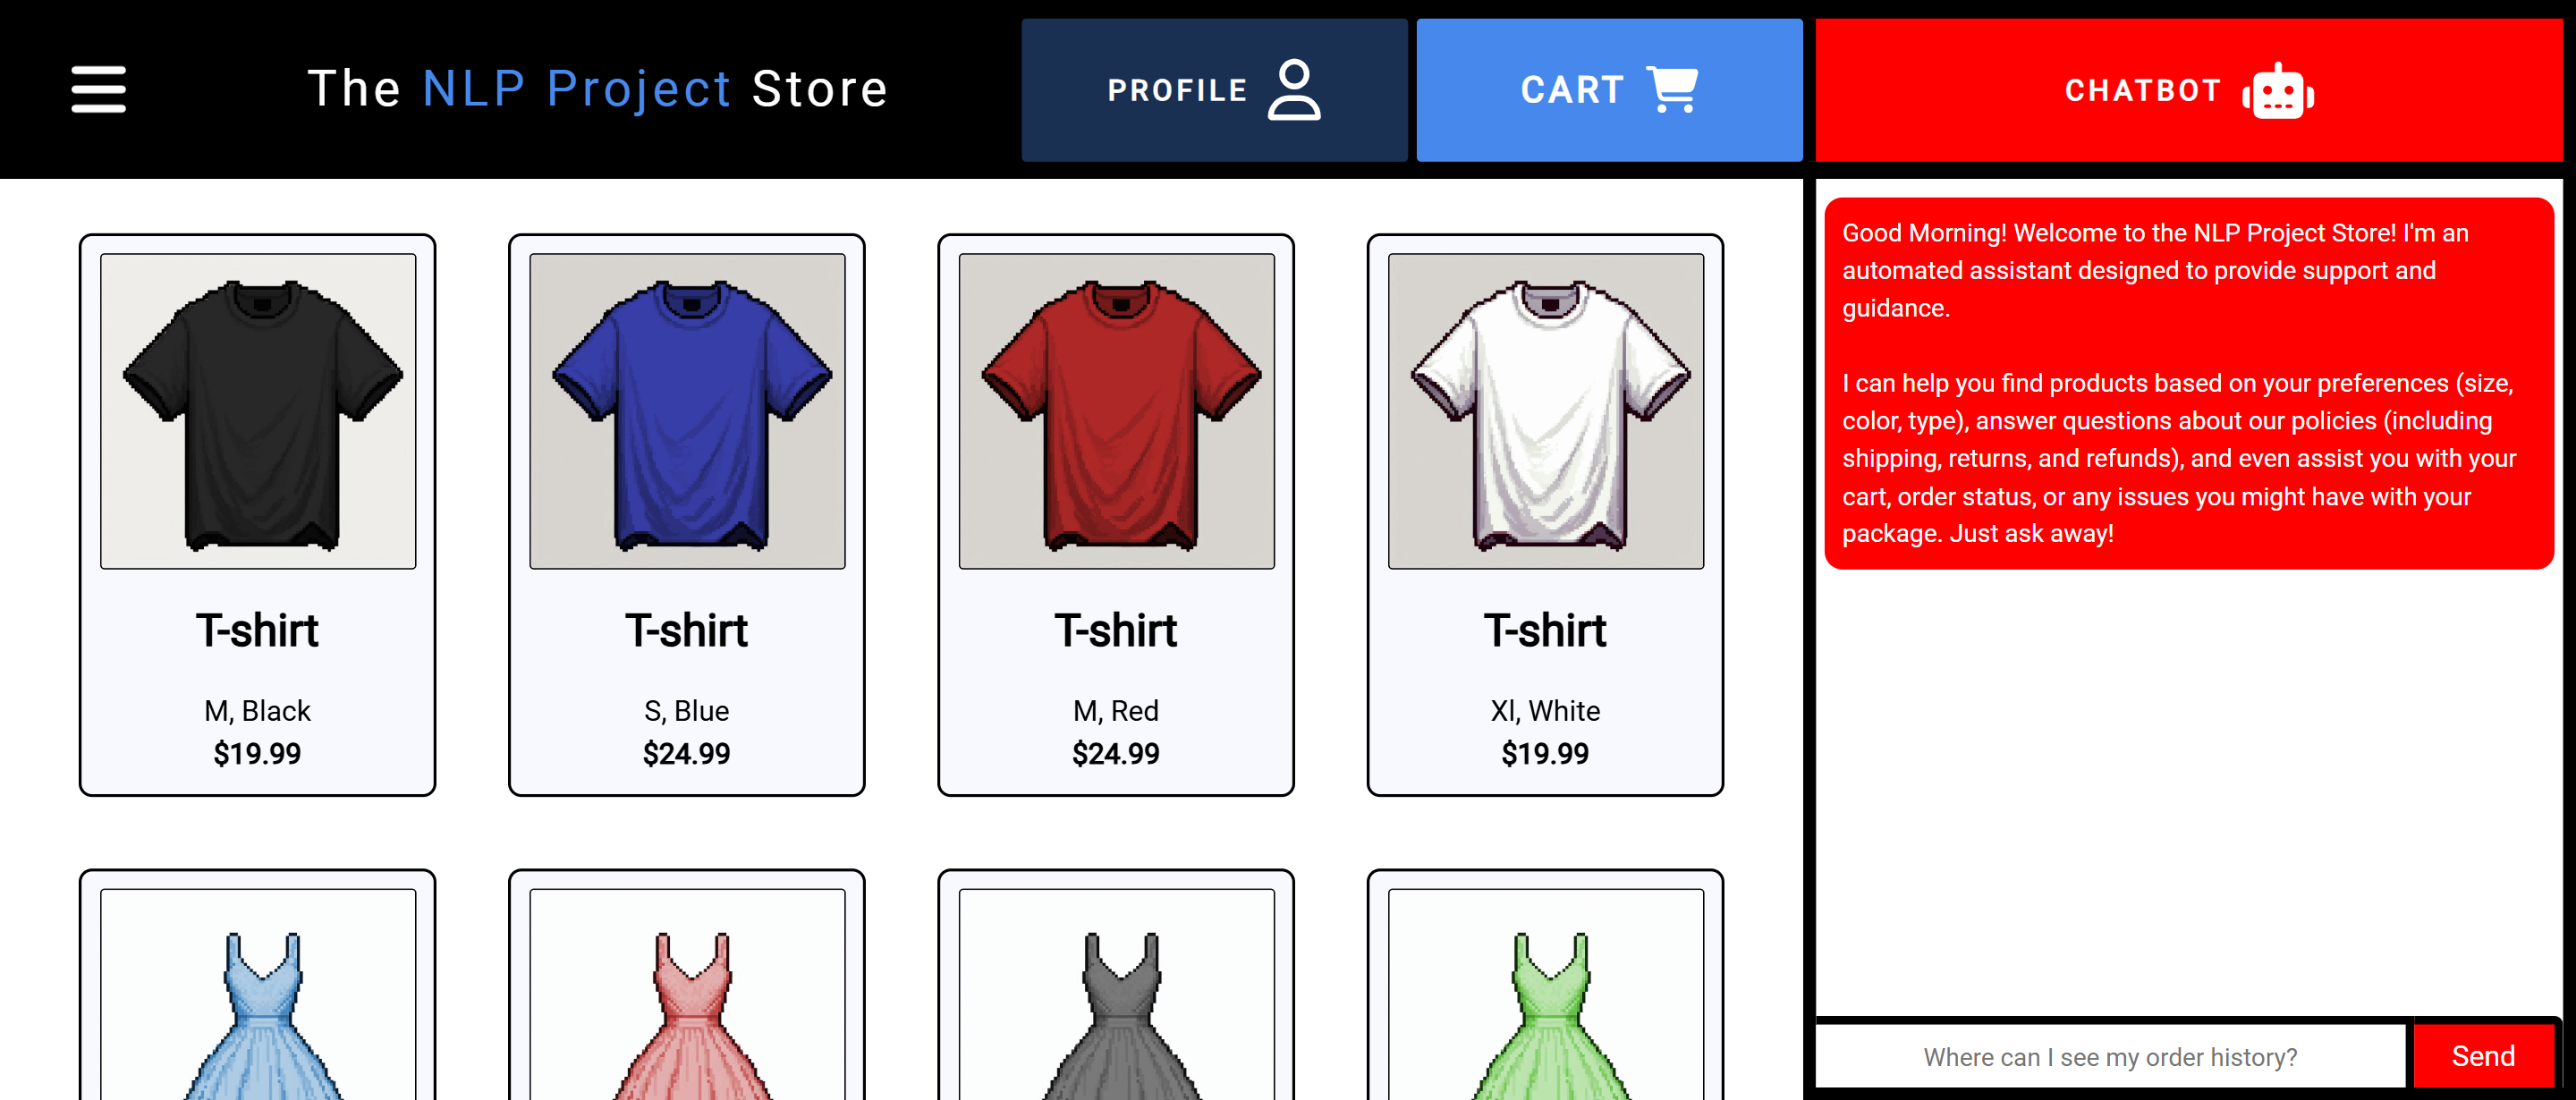 The NLP Project Store
PROFILE
CART
CHATBOT
T-shirt
M, Black
$19.99
T-shirt
S, Blue
$24.99
T-shirt
M, Red
$24.99
T-shirt
Xl, White
$19.99
Good Morning! Welcome to the NLP Project Store! I'm an
automated assistant designed to provide support and
guidance.
I can help you find products based on your preferences (size,
color, type), answer questions about our policies (including
shipping, returns, and refunds), and even assist you with your
cart, order status, or any issues you might have with your
package. Just ask away!
Where can I see my order history?
Send